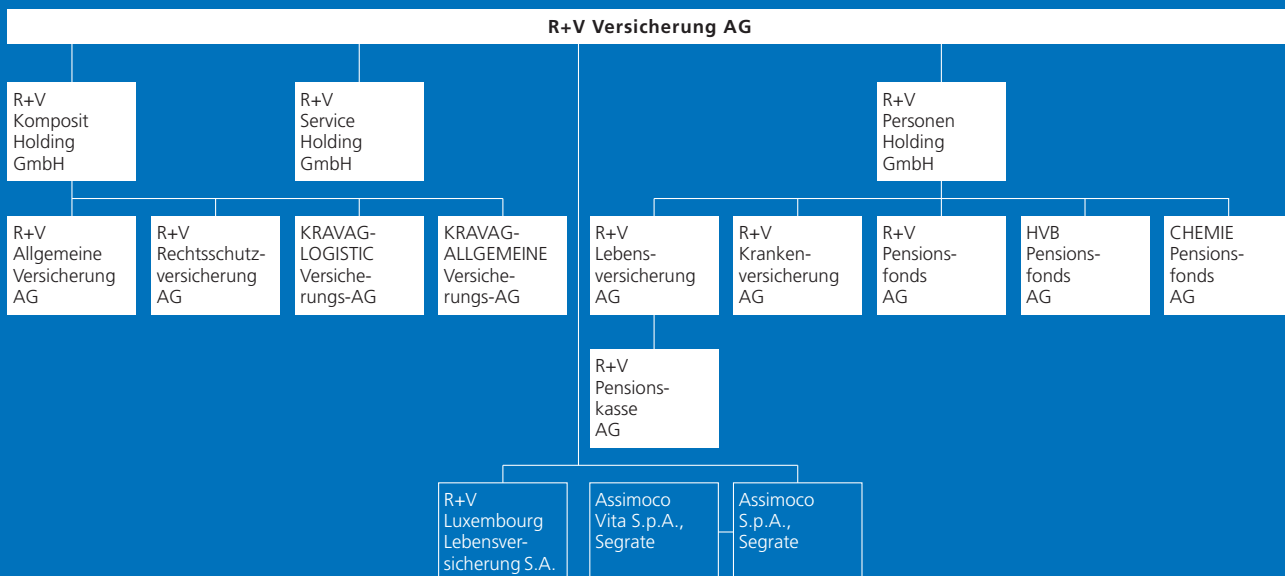 R+V Versicherung AG
R+V
Komposit
Holding
GmbH
R+V
Service
Holding
GmbH
R+V
Personen
Holding
GmbH
R+V
Allgemeine
Versicherung
AG
R+V
Rechtsschutz-
versicherung
AG
KRAVAG-
LOGISTIC
Versiche-
rungs-AG
KRAVAG-
ALLGEMEINE
Versiche-
rungs-AG
R+V
Lebens-
versicherung
AG
R+V
Kranken-
versicherung
AG
R+V
Pensions-
fonds
AG
HVB
Pensions-
fonds
AG
CHEMIE
Pensions-
fonds
AG
R+V
Pensions-
kasse
AG
R+V
Luxembourg
Lebensver-
sicherung S.A.
Assimoco
Vita S.p.A.,
Segrate
Assimoco
S.p.A.,
Segrate